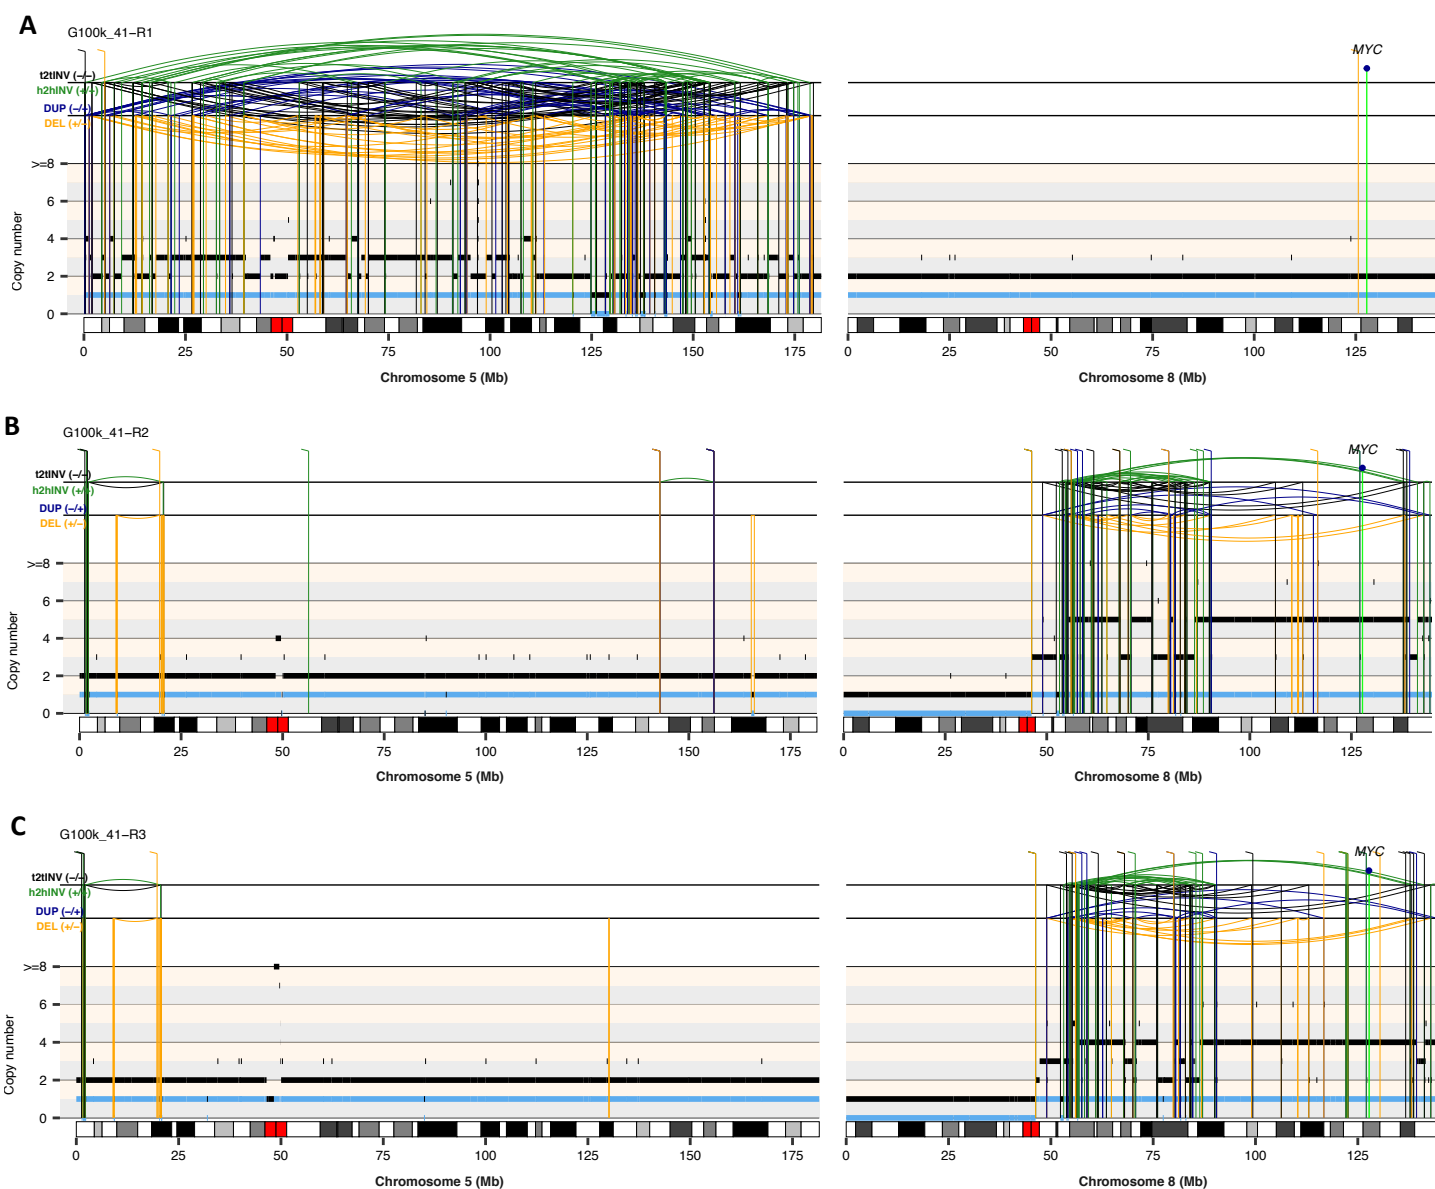 A
G100k_41−R1
MYC
t2tINV (−/−)
h2hINV (+/+)
DUP (−/+)
DEL (+/−)
>=8
6
4
2
0
Copy number
0 25 50 75 100 125 150 175
0 25 50 75 100 125
Chromosome 5 (Mb)
Chromosome 8 (Mb)
B
G100k_41−R2
MYC
t2tINV (−/−)
h2hINV (+/+)
DUP (−/+)
DEL (+/−)
>=8
6
4
2
0
Copy number
0 25 50 75 100 125 150 175
0 25 50 75 100 125
Chromosome 5 (Mb)
Chromosome 8 (Mb)
C
G100k_41−R3
MYC
t2tINV (−/−)
h2hINV (+/+)
DUP (−/+)
DEL (+/−)
>=8
6
4
2
0
Copy number
0 25 50 75 100 125 150 175
0 25 50 75 100 125
Chromosome 5 (Mb)
Chromosome 8 (Mb)